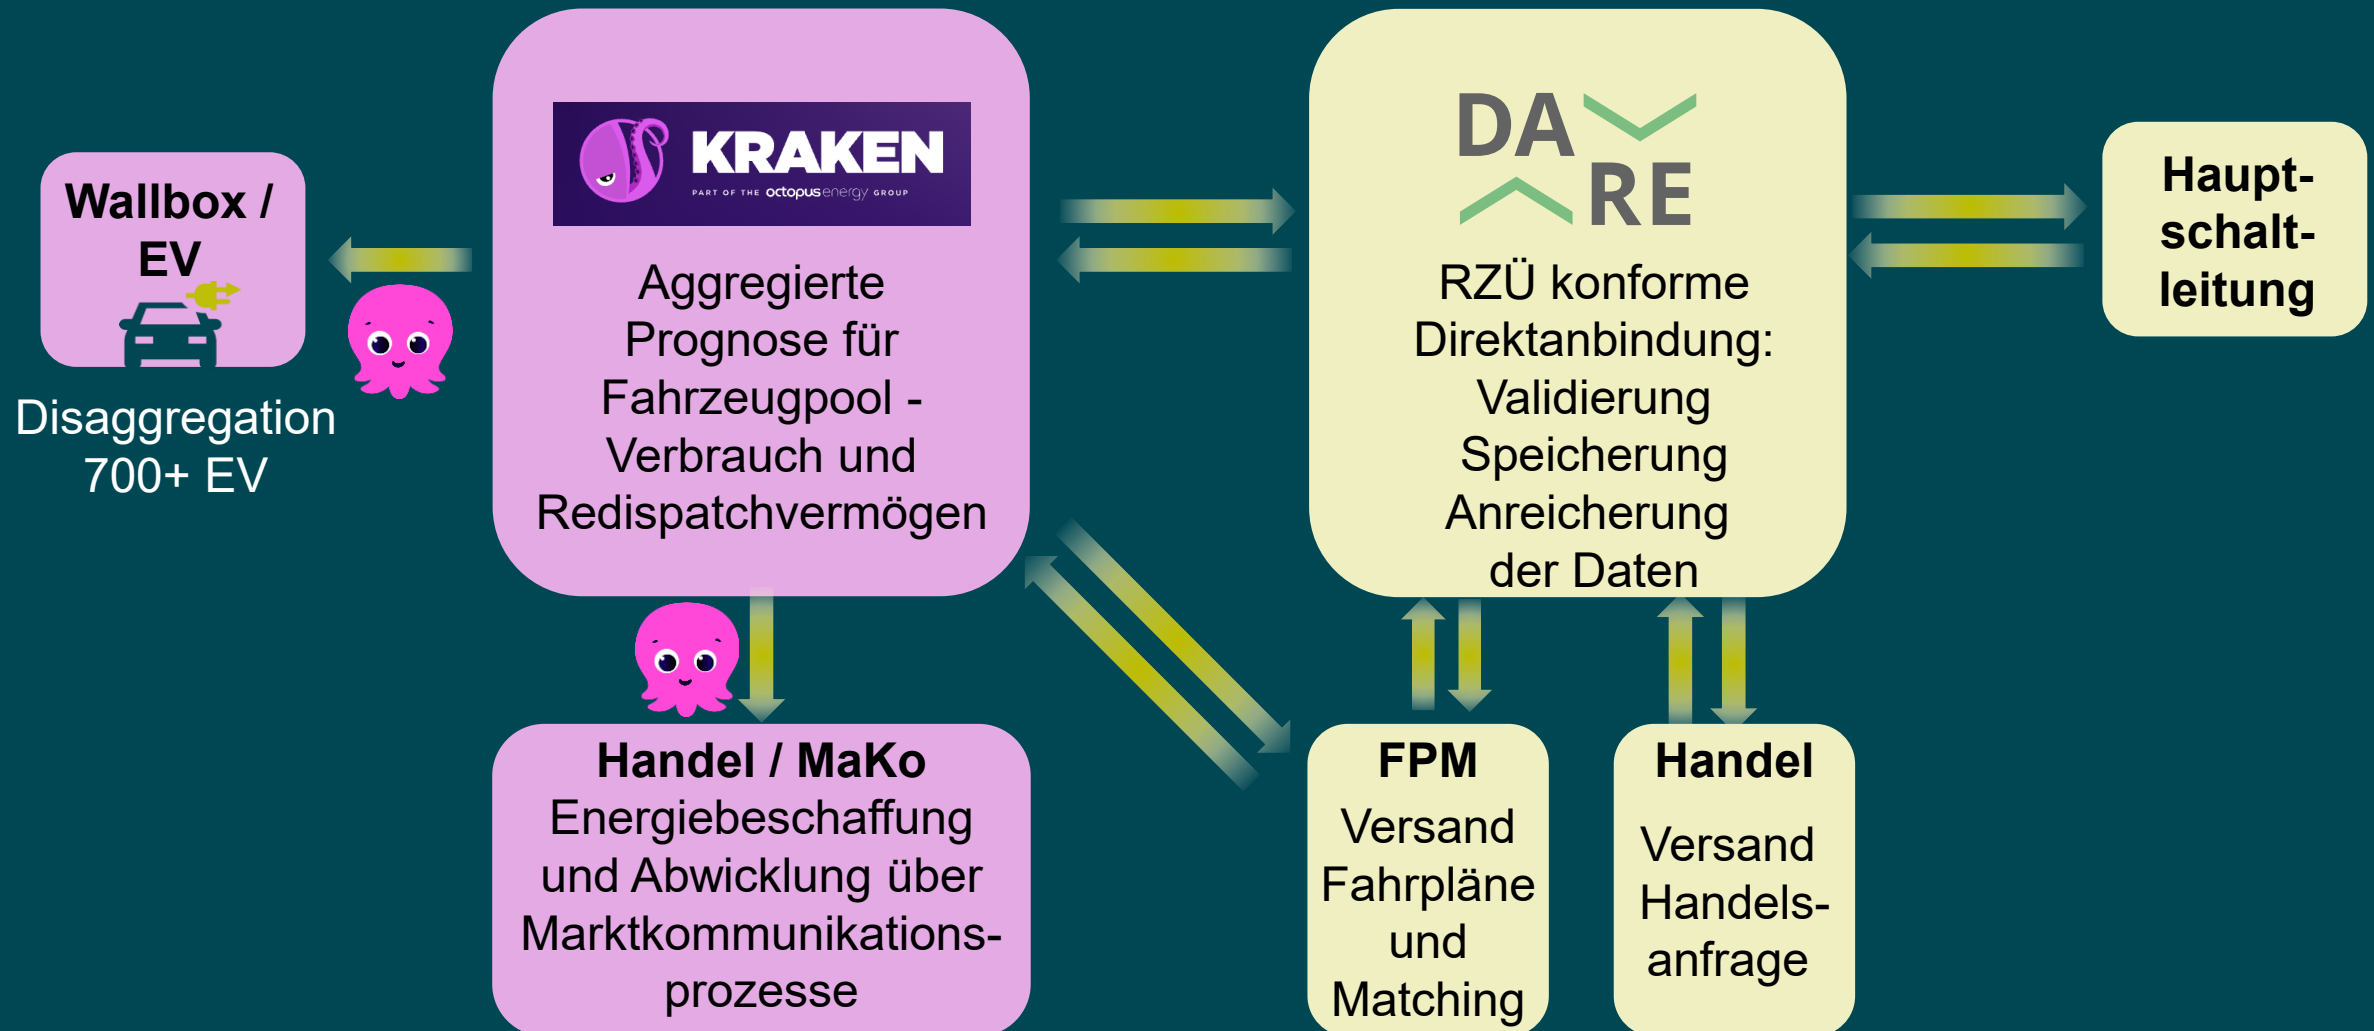 Wallbox /
EV
Disaggregation
700+ EV
KRAKEN
PART OF THE octopus energy GROUP
Aggregierte
Prognose für
Fahrzeugpool -
Verbrauch und
Redispatchvermögen
DA
RE
RZÜ konforme
Direktanbindung:
Validierung
Speicherung
Anreicherung
der Daten
Haupt-
schalt-
leitung
Handel / MaKo
Energiebeschaffung
und Abwicklung über
Marktkommunikations-
prozesse
FPM
Versand
Fahrpläne
und
Matching
Handel
Versand
Handels-
anfrage